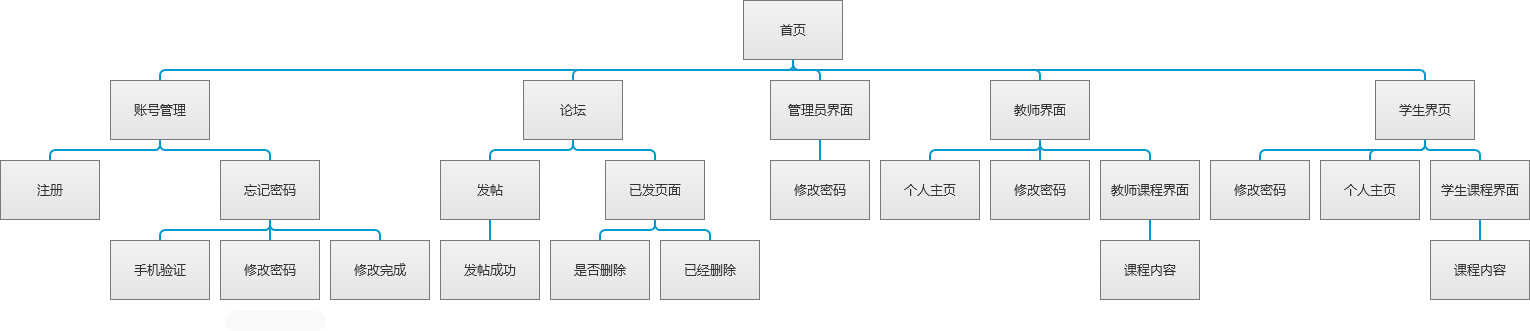 首页
账号管理
论坛
管理员界面
教师界面
学生界页
注册
忘记密码
发帖
已发页面
修改密码
个人主页
修改密码
教师课程界面
修改密码
个人主页
学生课程界面
手机验证
修改密码
修改完成
发帖成功
是否删除
已经删除
课程内容
课程内容